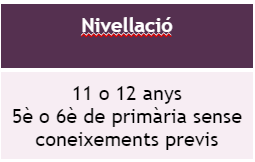 Nivellació
11 o 12 anys
5è o 6è de primària sense
coneixements previs